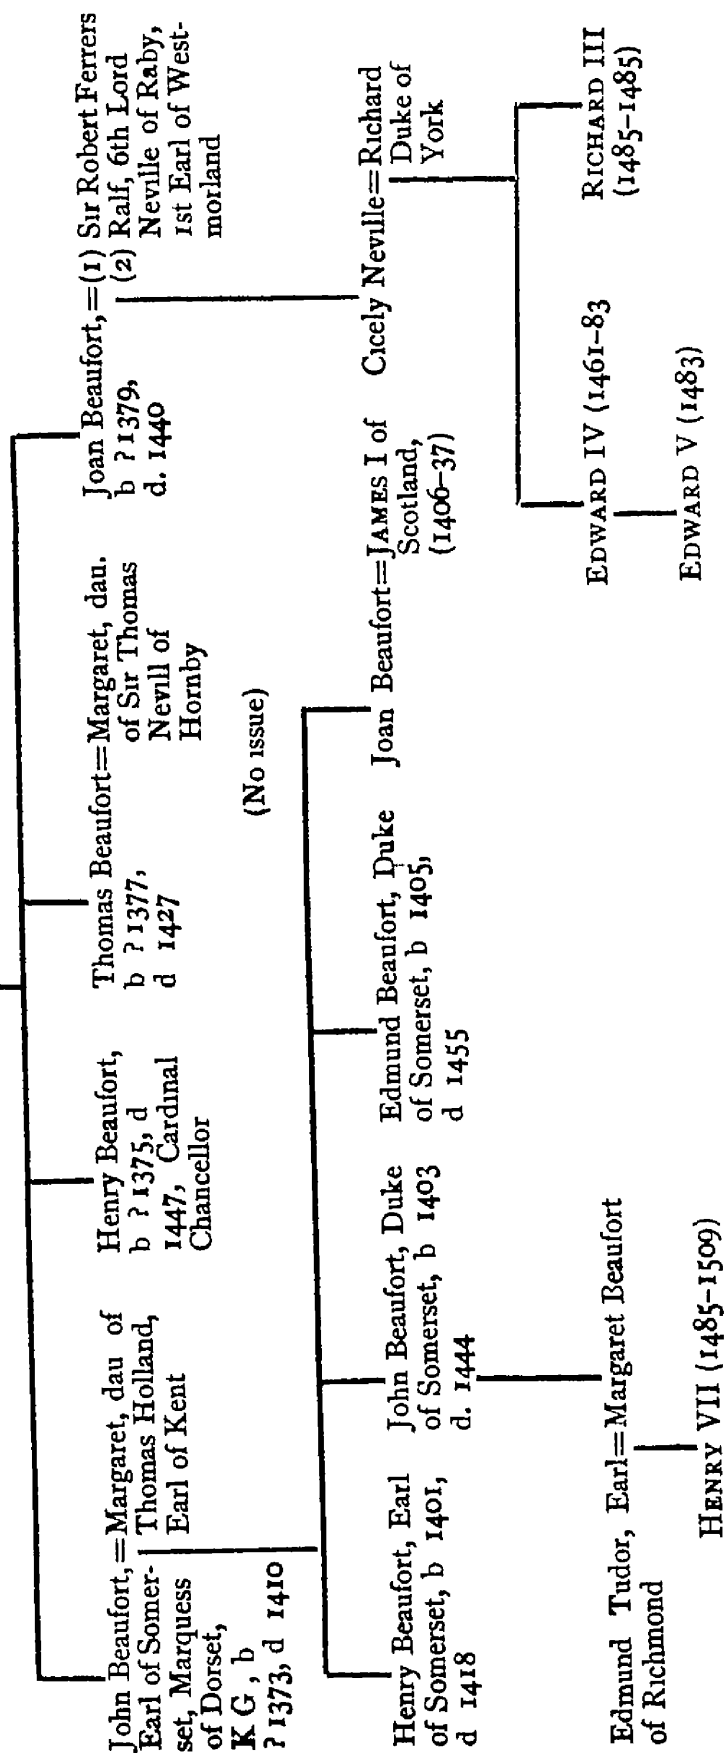 John Beaufort,=Margaret, dau of
Earl of Somer- Thomas Holland,
set, Marquess Earl of Kent
of Dorset,
K G , b
? 1373, d 1410
Henry Beaufort,
b ? 1375, d
1447, Cardinal
Chancellor
Thomas Beaufort=Margaret, dau.
b ? 1377, of Sir Thomas
d 1427 Nevill of
Hornby
(No issue)
Joan Beaufort,=(1) Sir Robert Ferrers
b ? 1379, (2) Ralf, 6th Lord
d. 1440 Neville of Raby,
1st Earl of West-
morland
Henry Beaufort, Earl
of Somerset, b 1401,
d 1418
John Beaufort, Duke
of Somerset, b 1403
d. 1444
Edmund Beaufort, Duke
of Somerset, b 1405,
d 1455
Joan Beaufort=JAMES I of
Scotland,
(1406–37)
Cicely Neville=Richard
Duke of
York
Edmund Tudor, Earl=Margaret Beaufort
of Richmond
HENRY VII (1485–1509)
EDWARD IV (1461–83
EDWARD V (1483)
RICHARD III
(1485–1485)